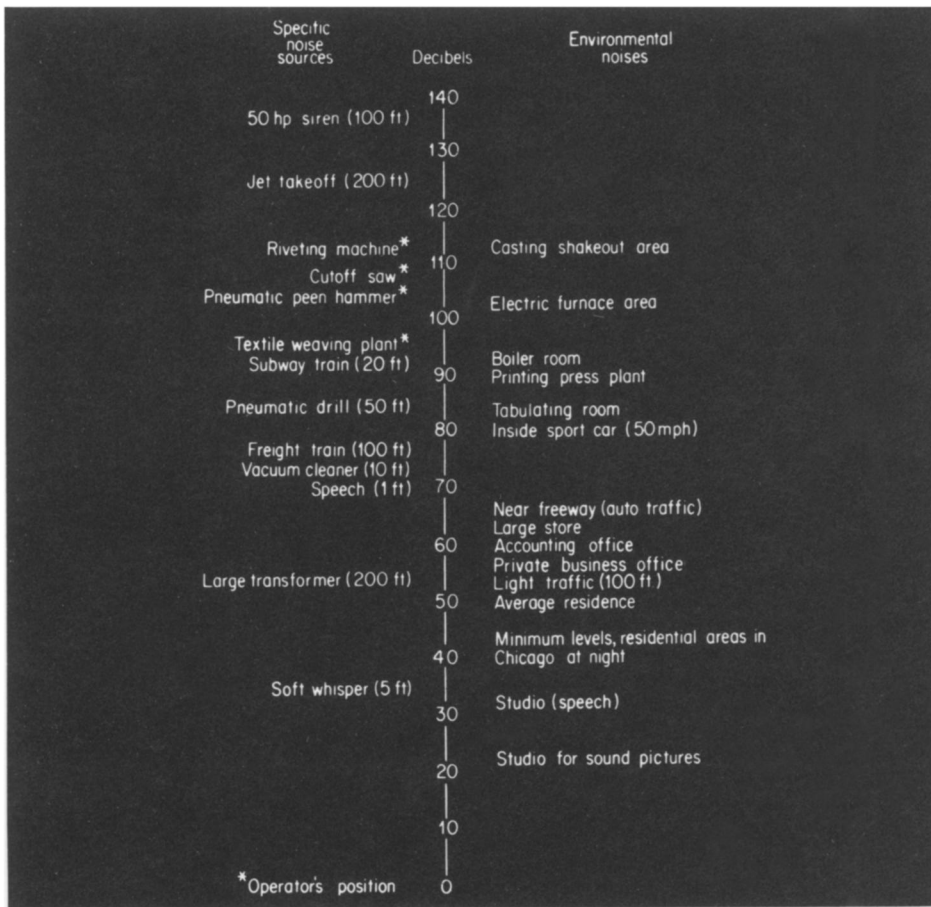 Specific
noise
sources
Decibels
Environmental
noises
140
50 hp siren (100 ft)
130
Jet takeoff (200 ft)
120
Riveting machine*
Casting shakeout area
110
Cutoff saw*
Pneumatic peen hammer*
Electric furnace area
100
Textile weaving plant*
Boiler room
Subway train (20 ft)
90
Printing press plant
Pneumatic drill (50 ft)
Tabulating room
80
Inside sport car (50 mph)
Freight train (100 ft)
Vacuum cleaner (10 ft)
Speech (1 ft)
70
Near freeway (auto traffic)
Large store
60
Accounting office
Private business office
Large transformer (200 ft)
Light traffic (100 ft)
50
Average residence
Minimum levels, residential areas in
40
Chicago at night
Soft whisper (5 ft)
Studio (speech)
30
Studio for sound pictures
20
10
*Operator's position
0